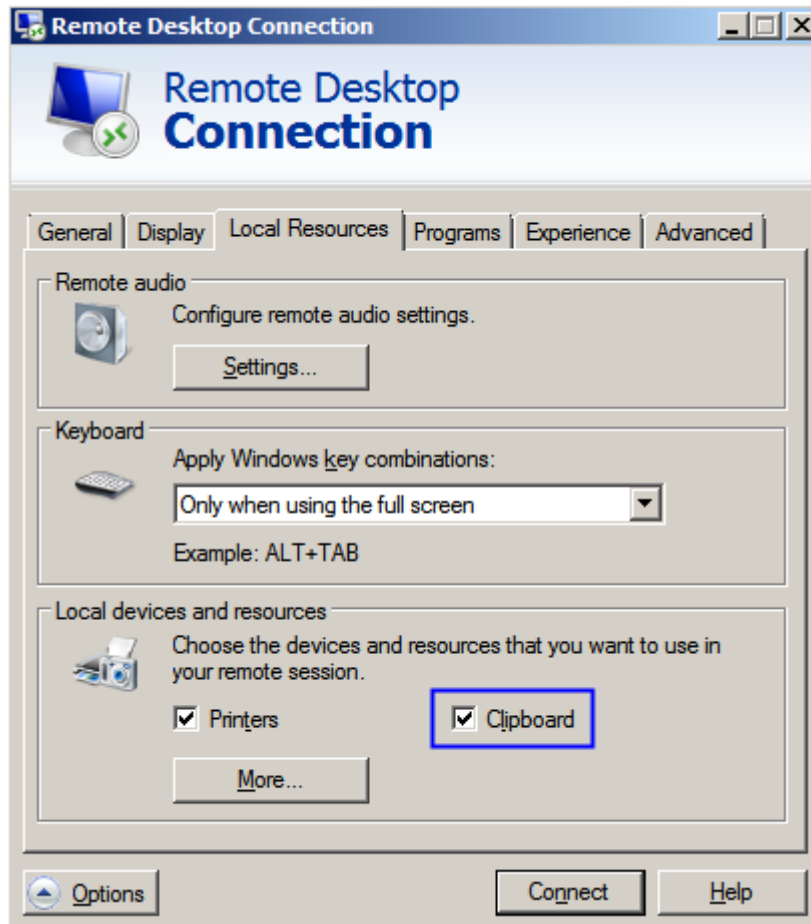 Remote Desktop Connection
Remote Desktop
Connection
General Display Local Resources Programs Experience Advanced
Remote audio
Configure remote audio settings.
Settings...
Keyboard
Apply Windows key combinations:
Only when using the full screen
Example: ALT+TAB
Local devices and resources
Choose the devices and resources that you want to use in
your remote session.
Printers Clipboard
More...
Options Connect Help